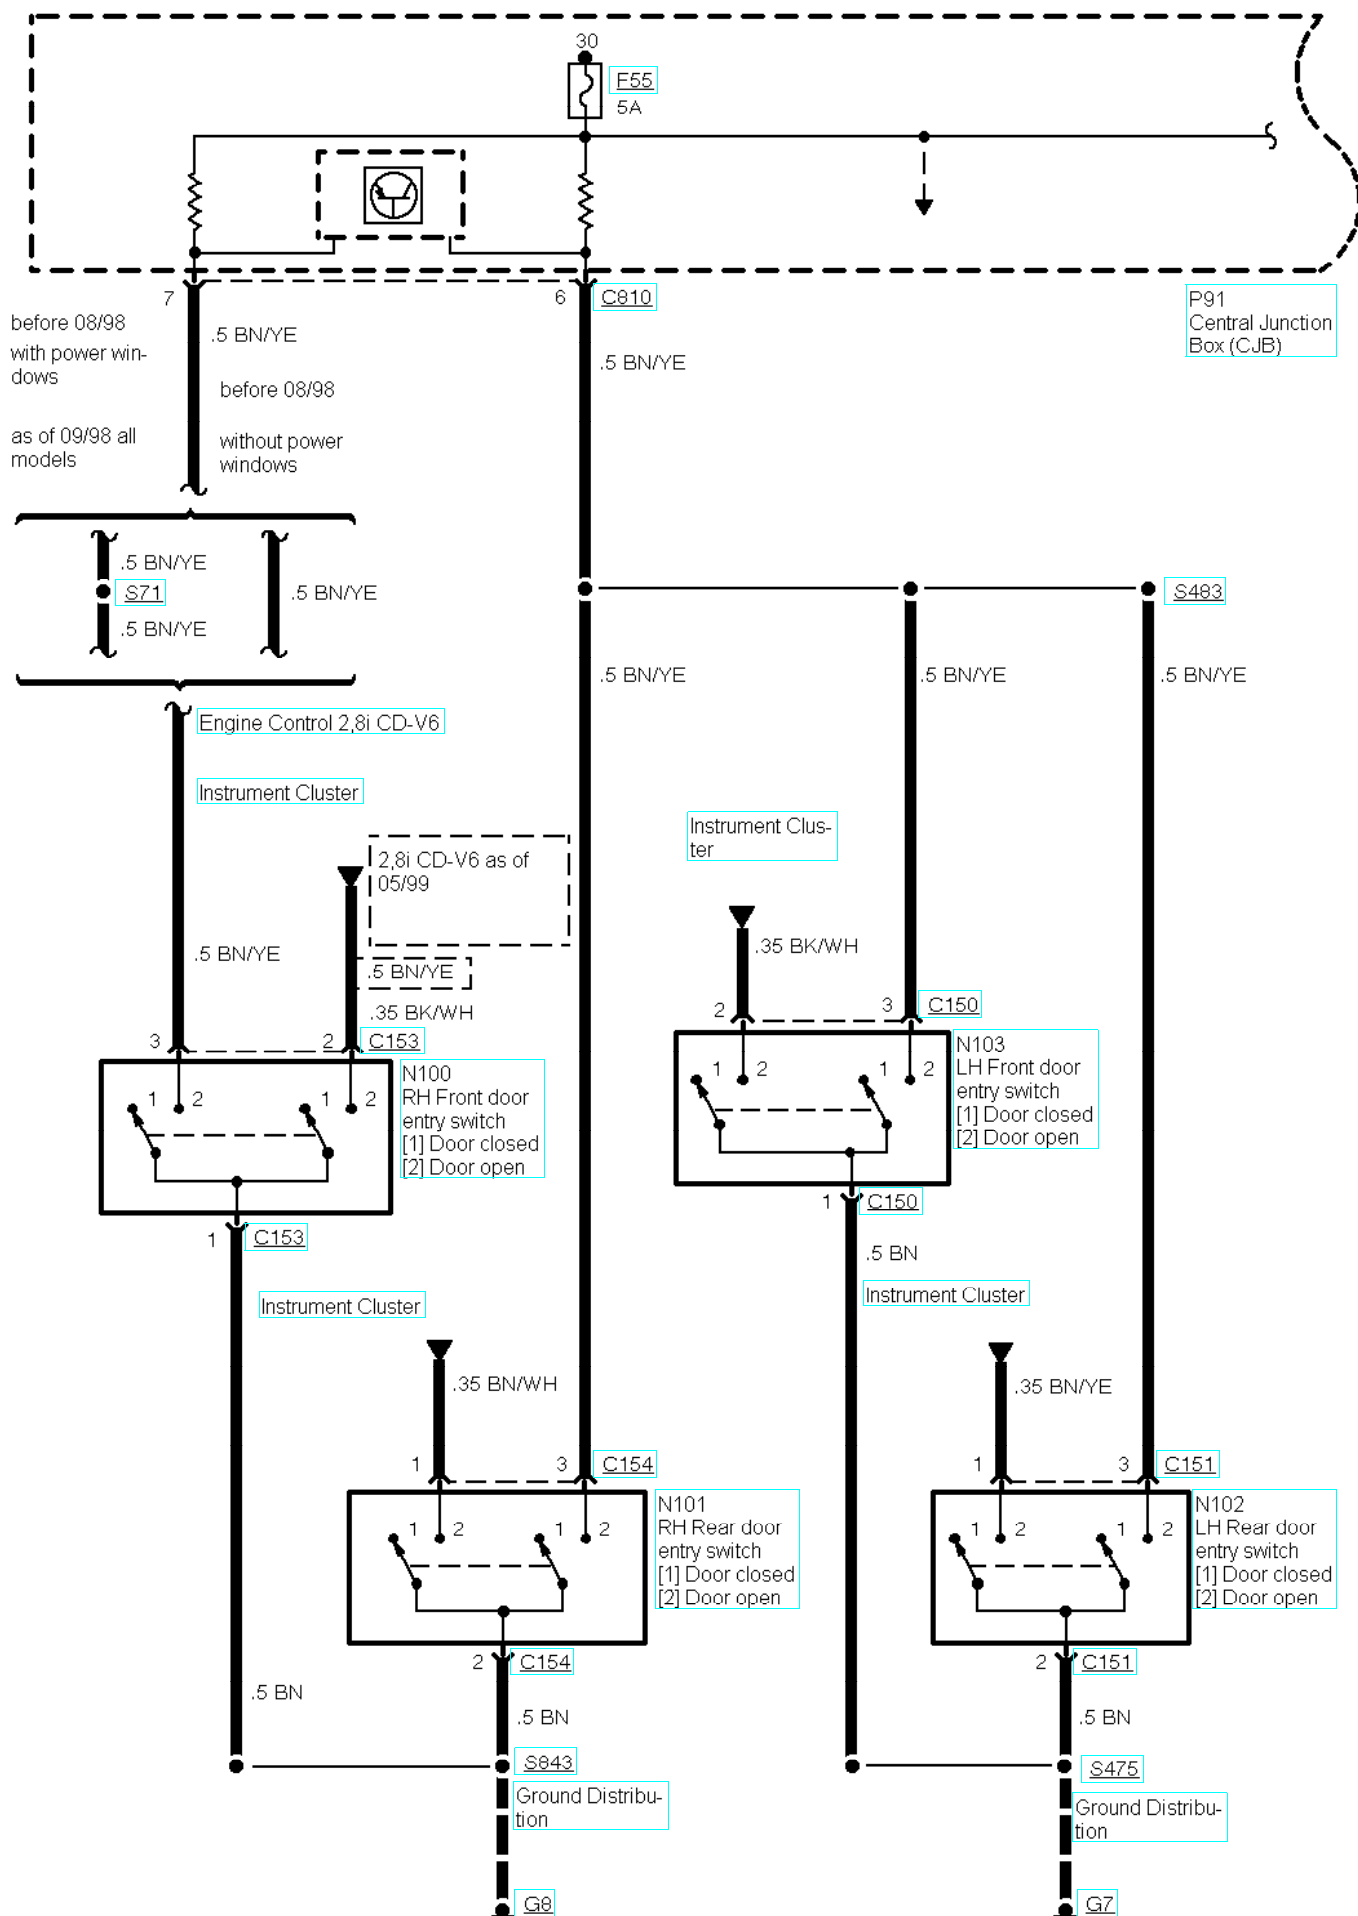 30
F55
5A
7
6
C810
P91
Central Junction
Box (CJB)
before 08/98
with power win-
dows
as of 09/98 all
models
.5 BN/YE
before 08/98
without power
windows
.5 BN/YE
.5 BN/YE
S71
.5 BN/YE
.5 BN/YE
S483
.5 BN/YE
.5 BN/YE
.5 BN/YE
Engine Control 2,8i CD-V6
Instrument Cluster
2,8i CD-V6 as of
05/99
Instrument Clus-
ter
.5 BN/YE
.5 BN/YE
.35 BK/WH
.35 BK/WH
3
2
C153
2
3
C150
1
2
1
2
N100
RH Front door
entry switch
[1] Door closed
[2] Door open
1
2
1
2
N103
LH Front door
entry switch
[1] Door closed
[2] Door open
1
C153
1
C150
.5 BN
Instrument Cluster
Instrument Cluster
.35 BN/WH
.35 BN/YE
1
3
C154
1
3
C151
1
2
1
2
N101
RH Rear door
entry switch
[1] Door closed
[2] Door open
1
2
1
2
N102
LH Rear door
entry switch
[1] Door closed
[2] Door open
2
C154
2
C151
.5 BN
.5 BN
.5 BN
S843
S475
Ground Distribu-
tion
Ground Distribu-
tion
G8
G7